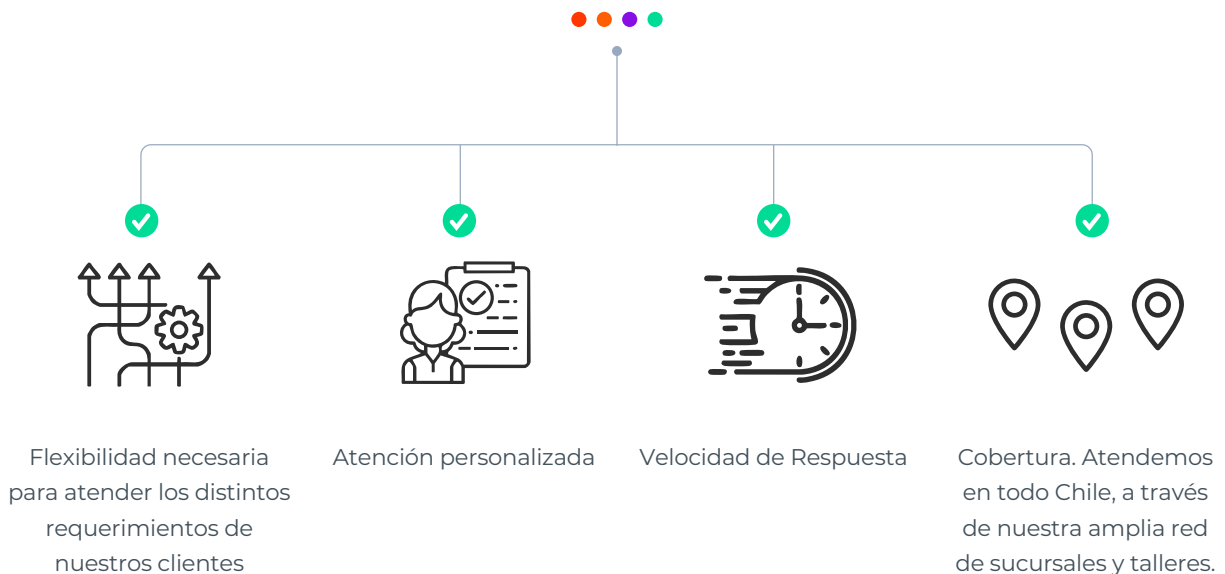 Flexibilidad necesaria
para atender los distintos
requerimientos de
nuestros clientes
Atención personalizada
Velocidad de Respuesta
Cobertura. Atendemos
en todo Chile, a través
de nuestra amplia red
de sucursales y talleres.